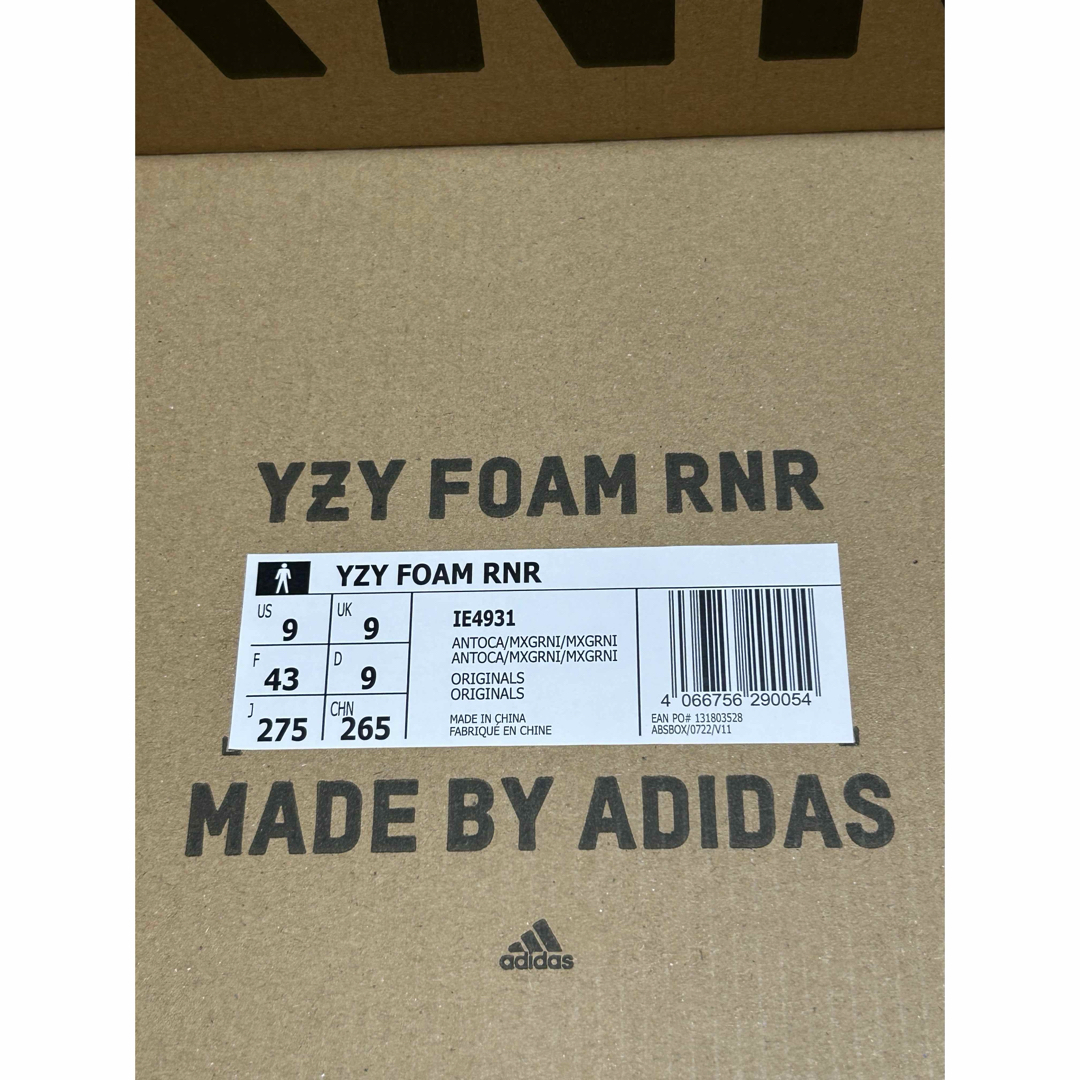 YZY FOAM RNR
YZY FOAM RNR
US 9
UK 9
F 43
D 9
J 275
CHN 265
IE4931
ANTOCA/MXGRNI/MXGRNI
ANTOCA/MXGRNI/MXGRNI
ORIGINALS
ORIGINALS
MADE IN CHINA
FABRIQUÉ EN CHINE
4 066756 290054
EAN PO# 131803528
ABSBOX/0722/V11
MADE BY ADIDAS
adidas